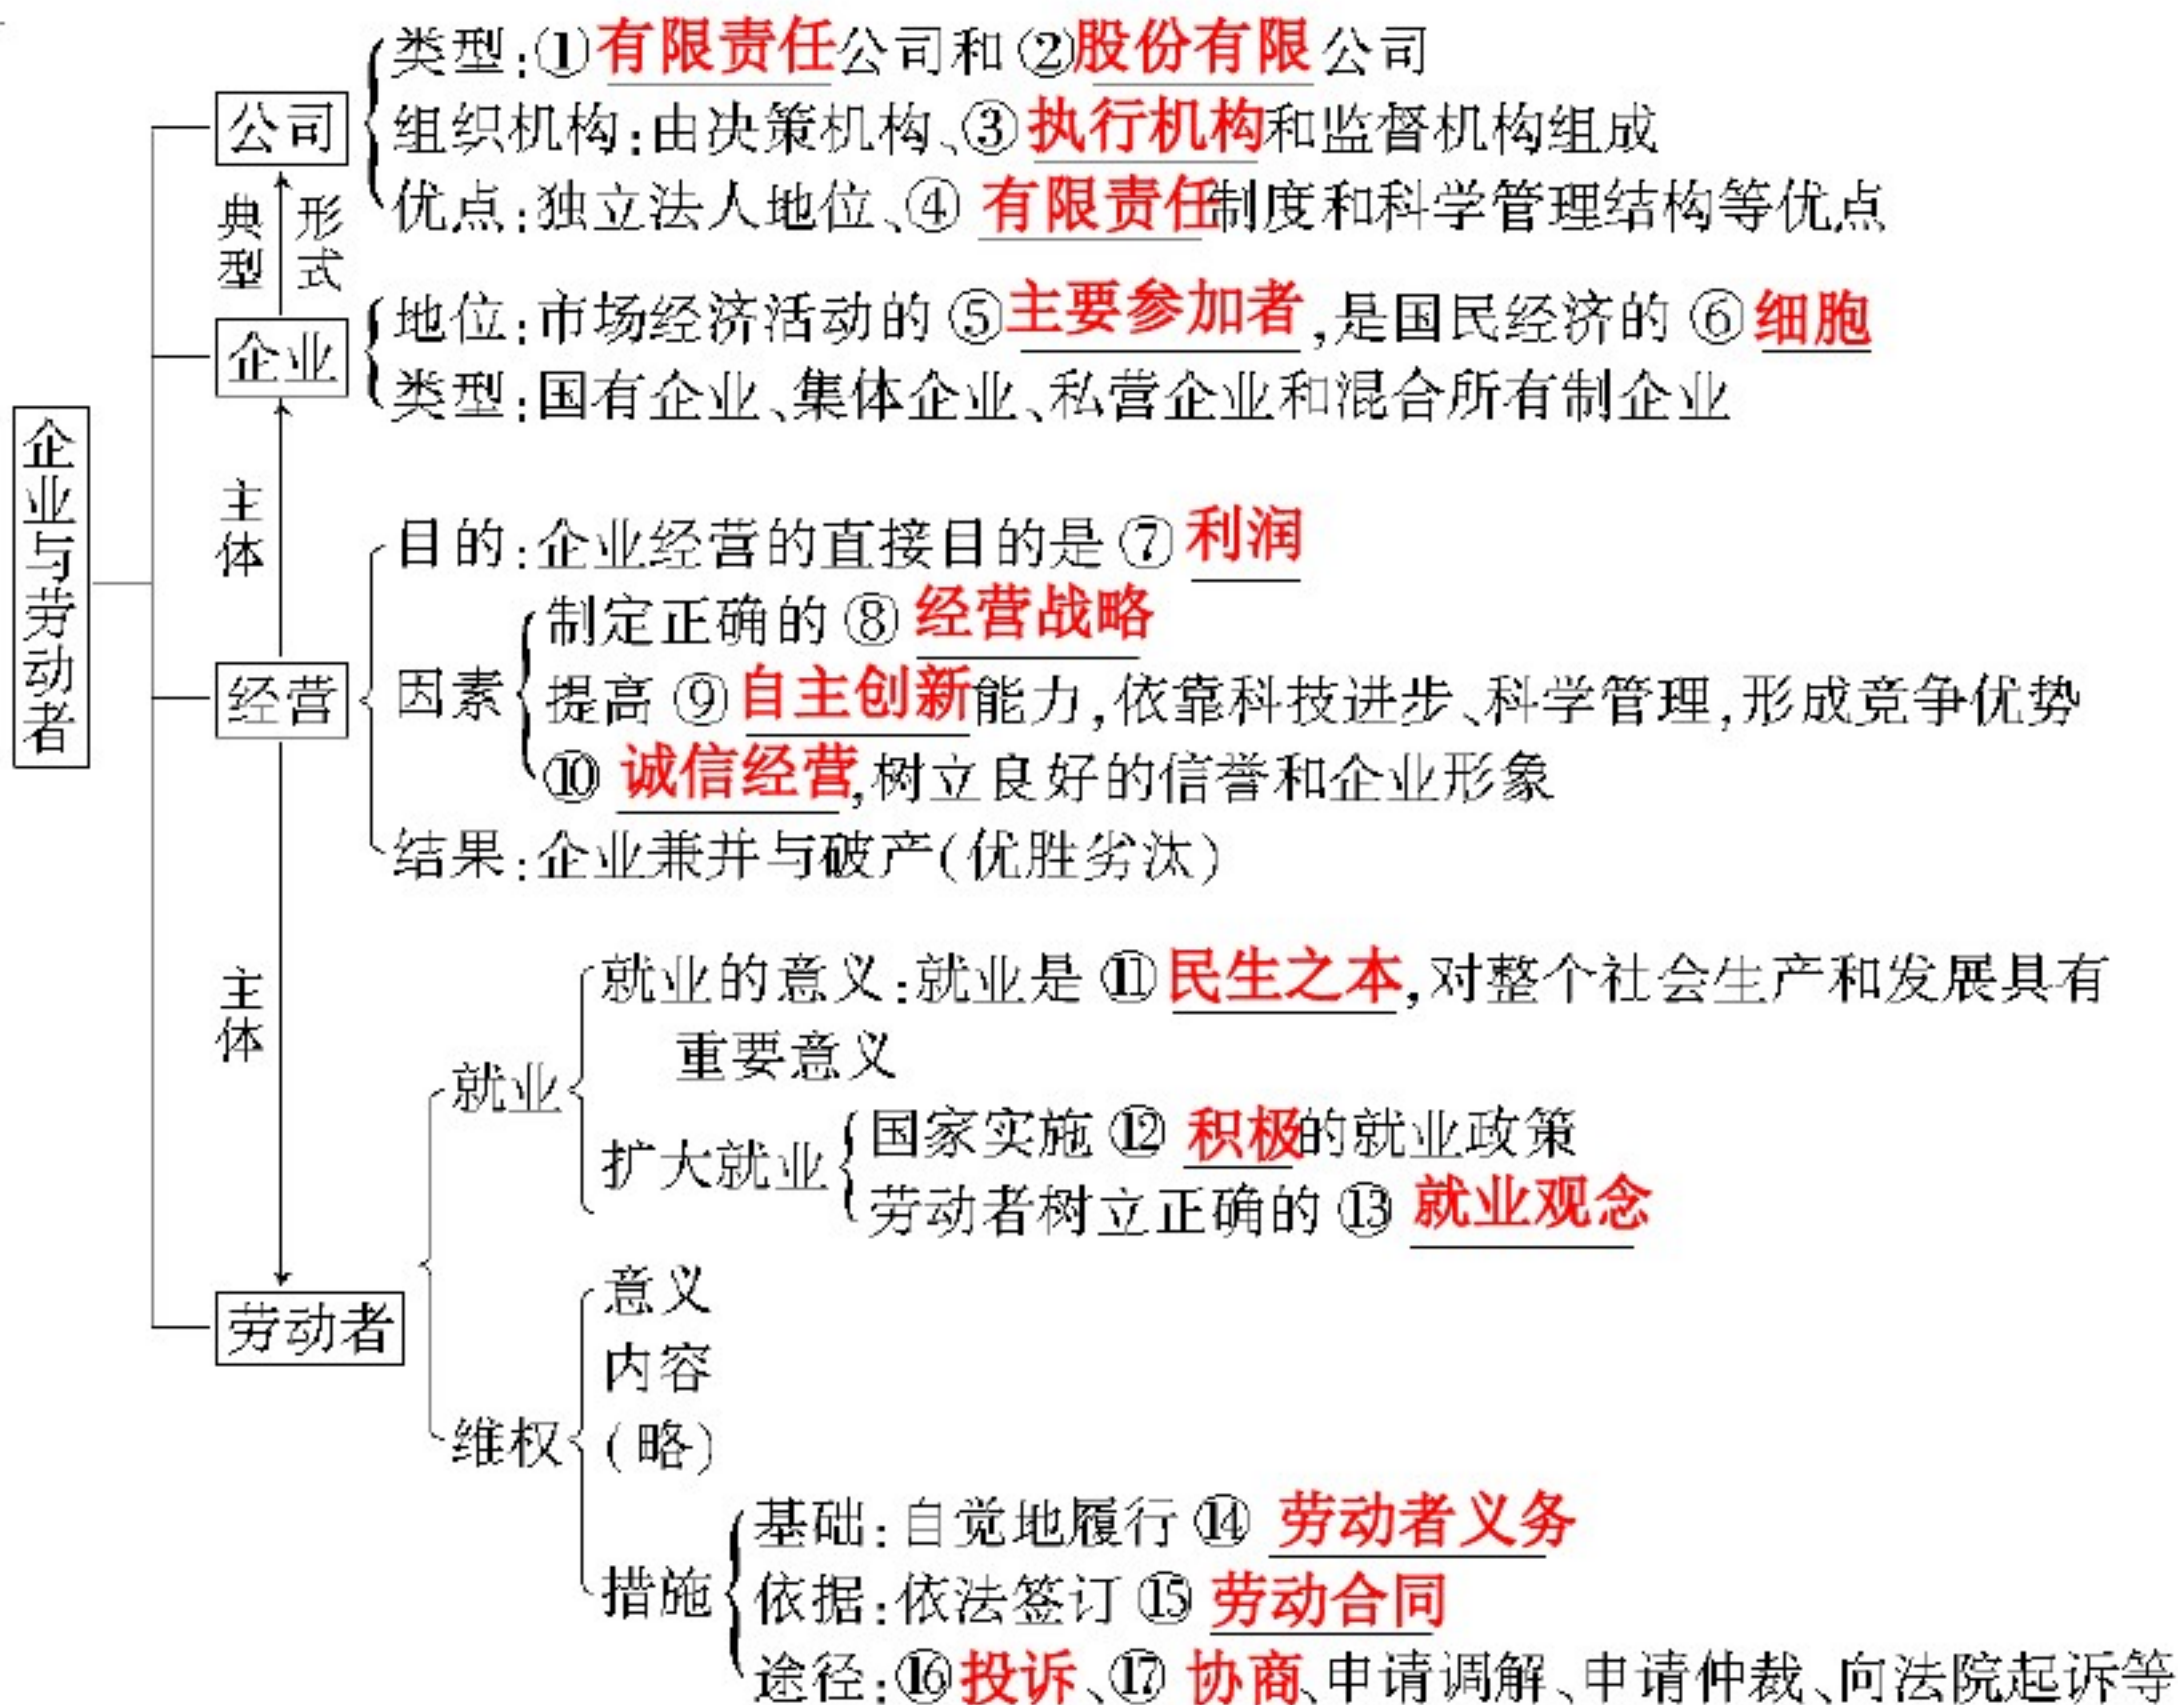 企业与劳动者
公司
类型:①有限责任公司和②股份有限公司
组织机构:由决策机构、③执行机构和监督机构组成
优点:独立法人地位、④有限责任制度和科学管理结构等优点
典型 形式
企业
地位:市场经济活动的⑤主要参加者,是国民经济的⑥细胞
类型:国有企业、集体企业、私营企业和混合所有制企业
主体
经营
目的:企业经营的直接目的是⑦利润
因素
制定正确的⑧经营战略
提高⑨自主创新能力,依靠科技进步、科学管理,形成竞争优势
⑩诚信经营,树立良好的信誉和企业形象
结果:企业兼并与破产(优胜劣汰)
主体
劳动者
就业
就业的意义:就业是⑪民生之本,对整个社会生产和发展具有
重要意义
扩大就业
国家实施⑫积极的就业政策
劳动者树立正确的⑬就业观念
维权
意义
内容
(略)
措施
基础:自觉地履行⑭劳动者义务
依据:依法签订⑮劳动合同
途径:⑯投诉、⑰协商、申请调解、申请仲裁、向法院起诉等